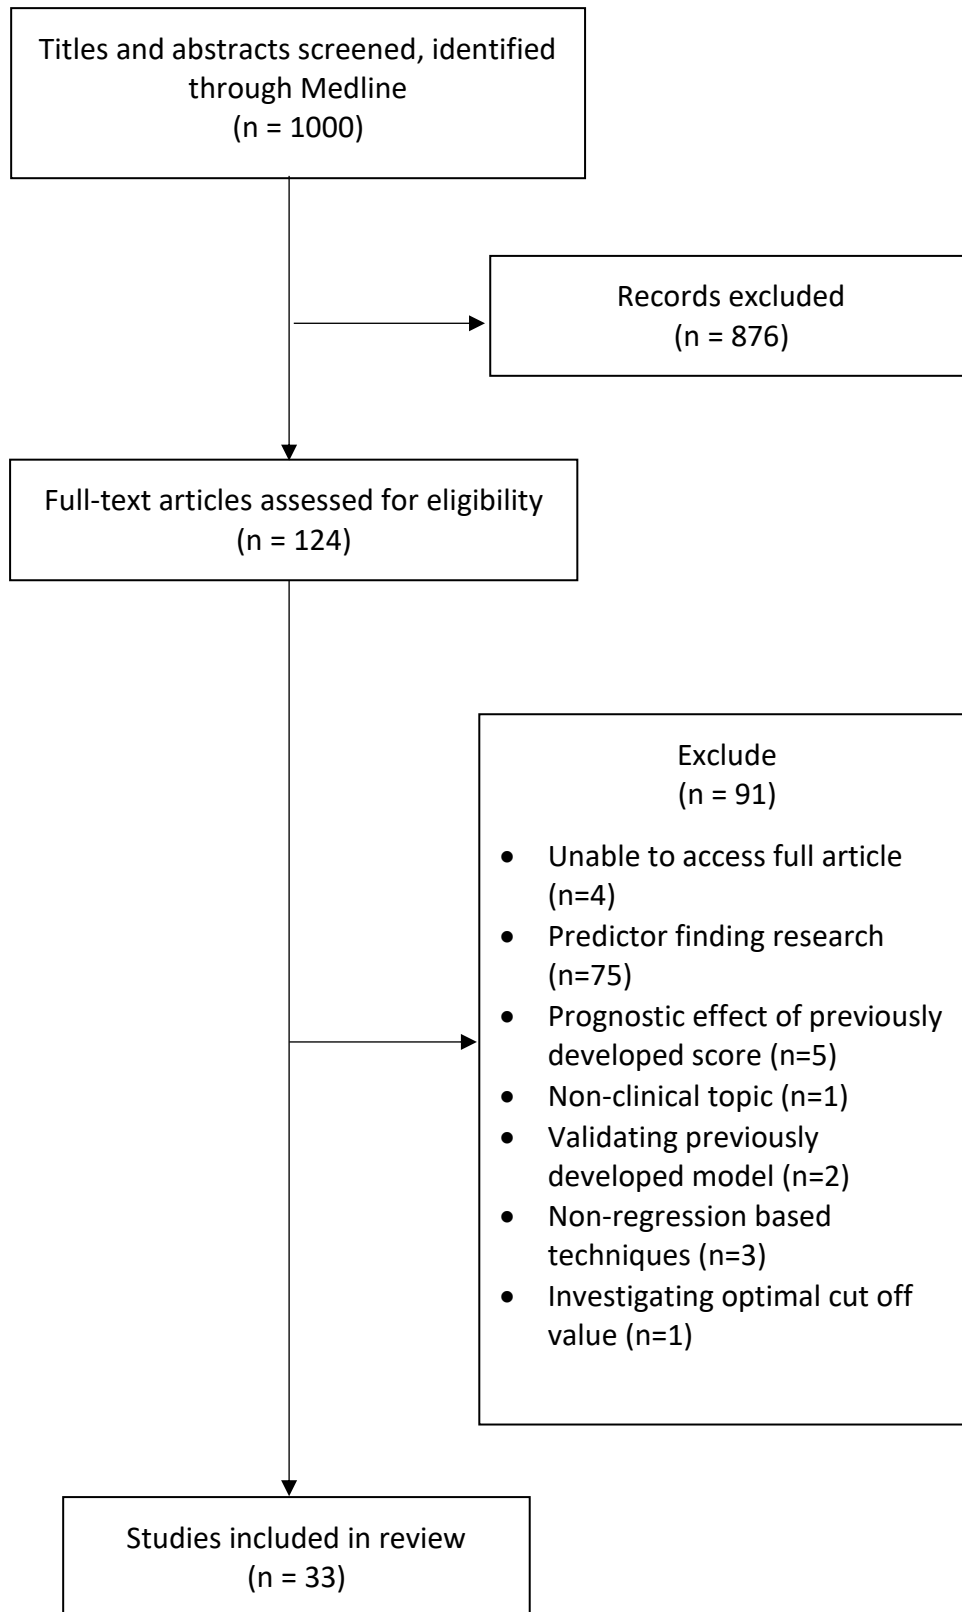 Titles and abstracts screened, identified
through Medline
(n = 1000)
Records excluded
(n = 876)
Full-text articles assessed for eligibility
(n = 124)
Exclude
(n = 91)
• Unable to access full article
(n=4)
• Predictor finding research
(n=75)
• Prognostic effect of previously
developed score (n=5)
• Non-clinical topic (n=1)
• Validating previously
developed model (n=2)
• Non-regression based
techniques (n=3)
• Investigating optimal cut off
value (n=1)
Studies included in review
(n = 33)